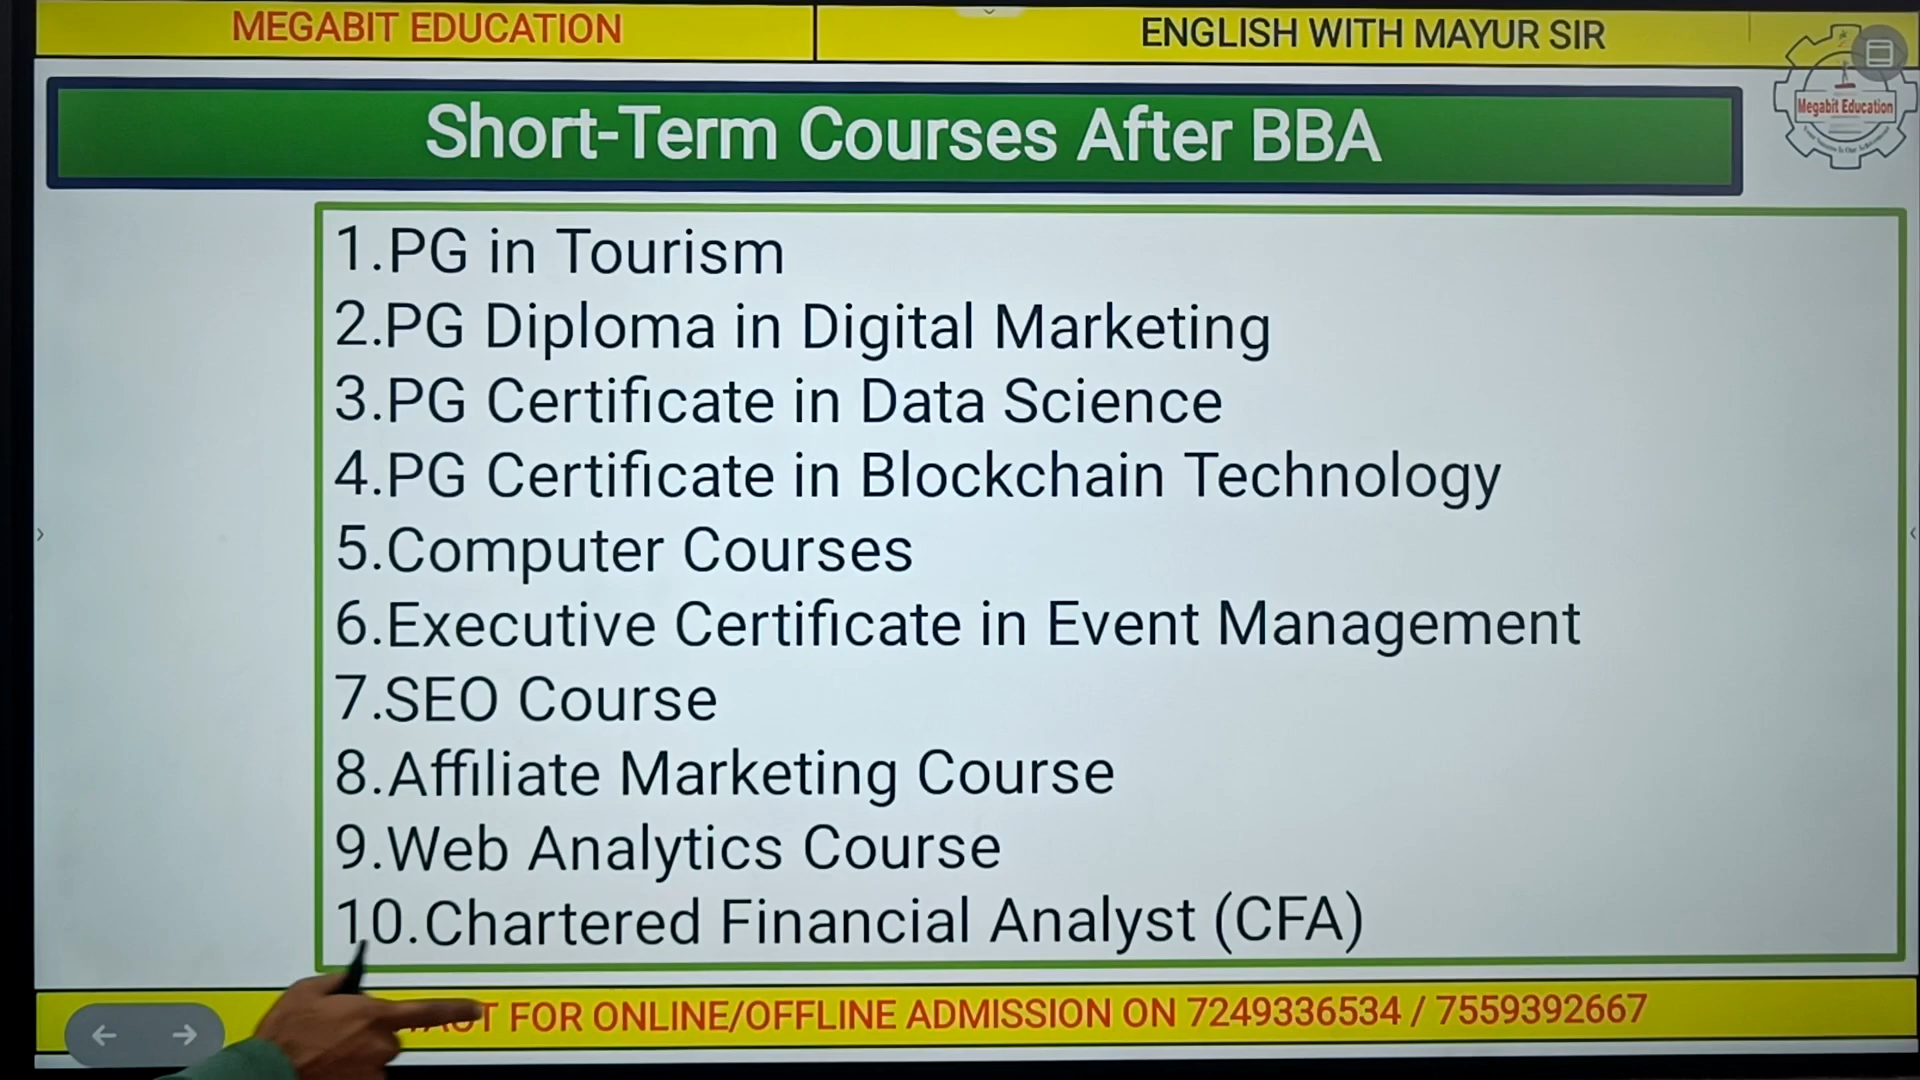 MEGABIT EDUCATION
ENGLISH WITH MAYUR SIR
Short-Term Courses After BBA
Megabit Education
1.PG in Tourism
2.PG Diploma in Digital Marketing
3.PG Certificate in Data Science
4.PG Certificate in Blockchain Technology
5.Computer Courses
6.Executive Certificate in Event Management
7.SEO Course
8.Affiliate Marketing Course
9.Web Analytics Course
10.Chartered Financial Analyst (CFA)
FOR ONLINE/OFFLINE ADMISSION ON 7249336534 / 7559392667